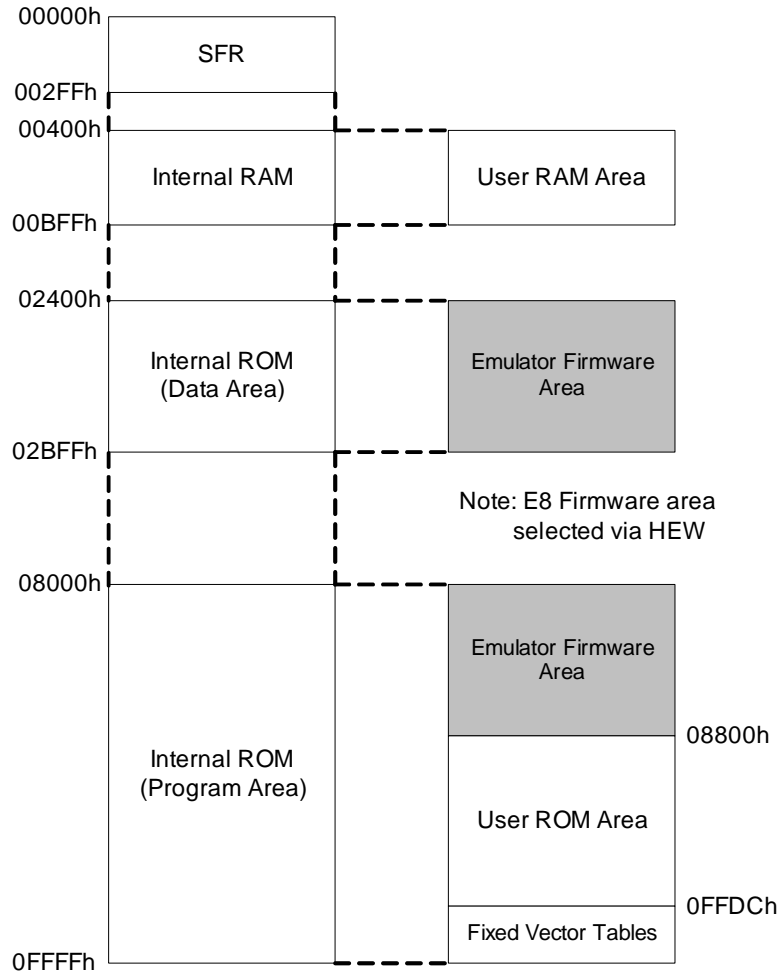 00000h
SFR
002FFh
00400h
Internal RAM
User RAM Area
00BFFh
02400h
Internal ROM
(Data Area)
Emulator Firmware
Area
02BFFh
Note: E8 Firmware area
selected via HEW
08000h
Emulator Firmware
Area
08800h
Internal ROM
(Program Area)
User ROM Area
0FFDCh
Fixed Vector Tables
0FFFFh